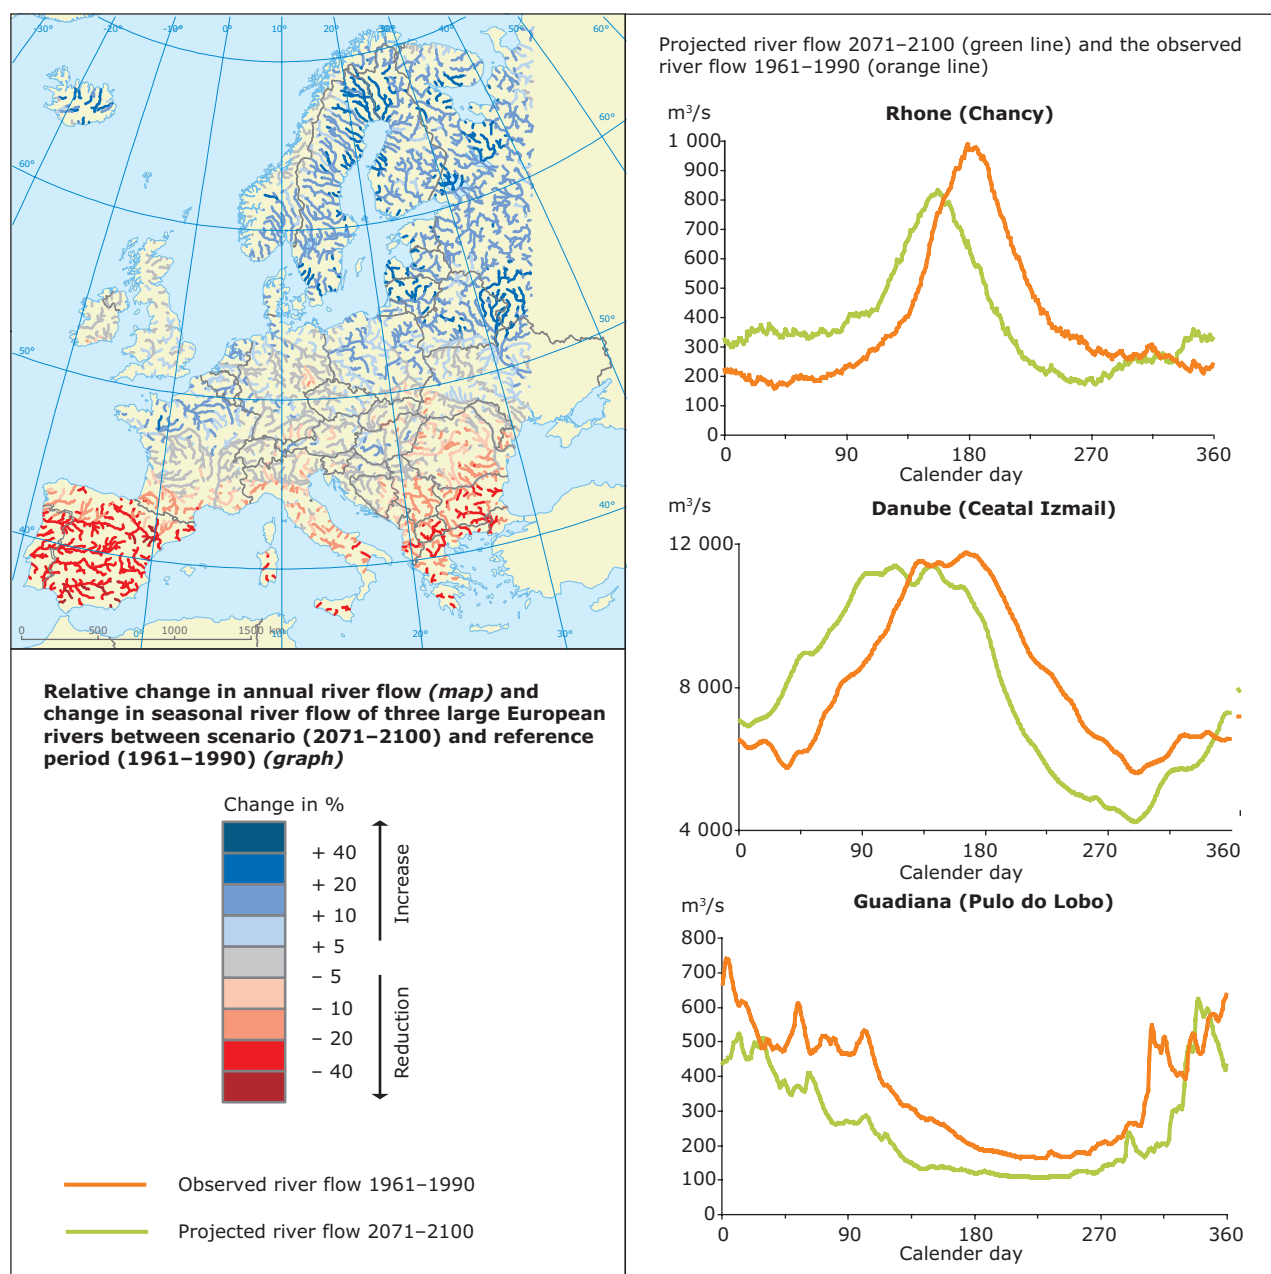 -30°
-20°
-10°
0°
10°
20°
30°
40°
50°
60°
60°
60°
50°
50°
40°
40°
0
500
1000
1500 km
0°
10°
20°
30°
Relative change in annual river flow (map) and
change in seasonal river flow of three large European
rivers between scenario (2071–2100) and reference
period (1961–1990) (graph)
Change in %
+ 40
+ 20
+ 10
+ 5
– 5
– 10
– 20
– 40
Increase
Reduction
Observed river flow 1961–1990
Projected river flow 2071–2100
Projected river flow 2071–2100 (green line) and the observed
river flow 1961–1990 (orange line)
m³/s
Rhone (Chancy)
1 000
900
800
700
600
500
400
300
200
100
0
0 90 180 270 360
Calender day
m³/s
Danube (Ceatal Izmail)
12 000
8 000
4 000
0 90 180 270 360
Calender day
m³/s
Guadiana (Pulo do Lobo)
800
700
600
500
400
300
200
100
0
0 90 180 270 360
Calender day